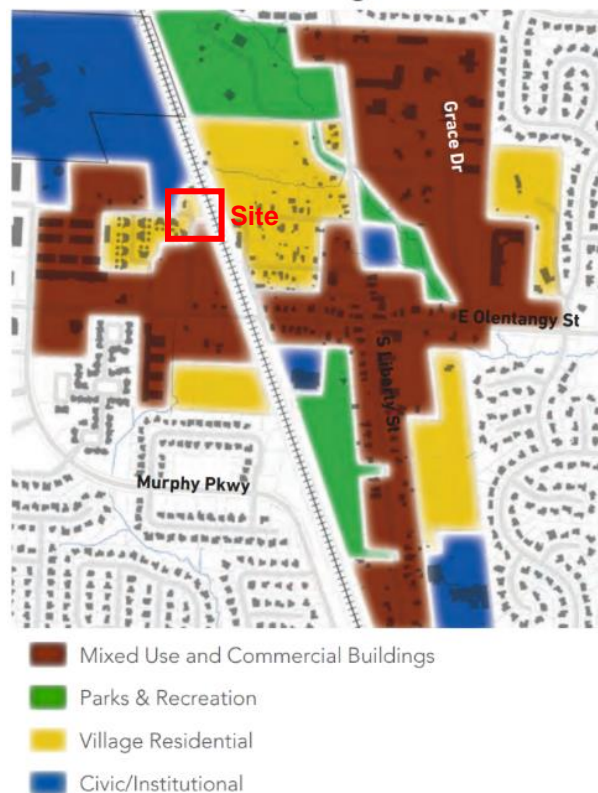 Grace Dr
Site
E Olentangy St
S Liberty St
Murphy Pkwy
Mixed Use and Commercial Buildings
Parks & Recreation
Village Residential
Civic/Institutional